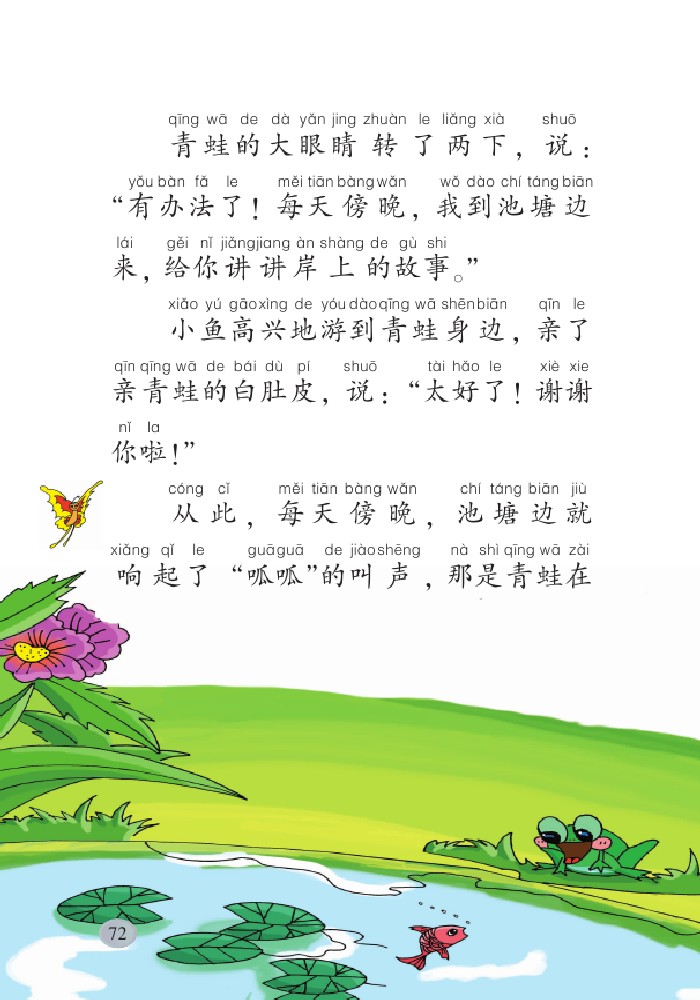 qīng wā de dà yǎn jing zhuàn le liǎng xià shuō
青蛙的大眼睛转了两下，说：
yǒu bàn fǎ le měi tiān bàng wǎn wǒ dào chí táng biān
“有办法了！每天傍晚，我到池塘边
lái gěi nǐ jiǎng jiang àn shàng de gù shi
来，给你讲讲岸上的故事。”
xiǎo yú gāo xìng de yóu dào qīng wā shēn biān qīn le
小鱼高兴地游到青蛙身边，亲了
qīn qīng wā de bái dù pí shuō tài hǎo le xiè xie
亲青蛙的白肚皮，说：“太好了！谢谢
nǐ la
你啦！”
cóng cǐ měi tiān bàng wǎn chí táng biān jiù
从此，每天傍晚，池塘边就
xiǎng qǐ le guā guā de jiào shēng nà shì qīng wā zài
响起了“呱呱”的叫声，那是青蛙在
72